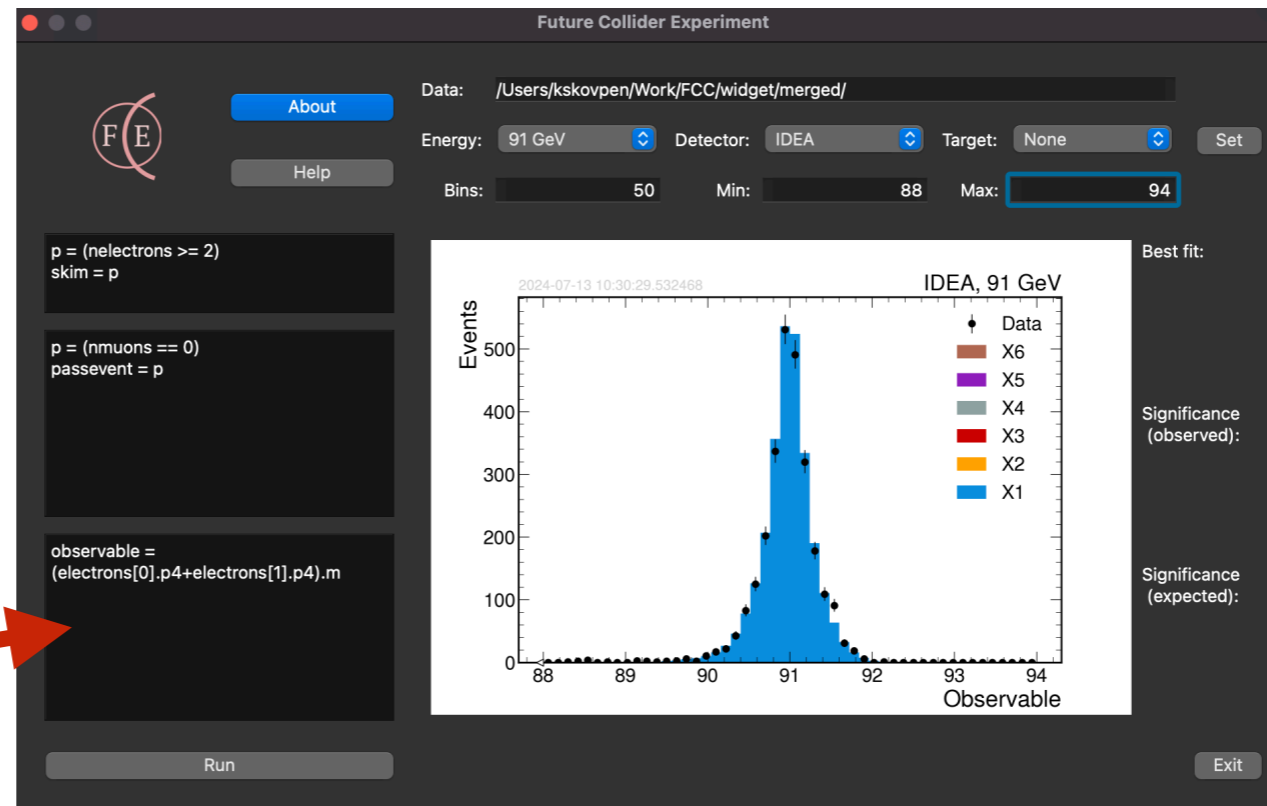 Future Collider Experiment
F(E
About
Help
Data: /Users/kskovpen/Work/FCC/widget/merged/
Energy: 91 GeV Detector: IDEA Target: None Set
Bins: 50 Min: 88 Max: 94
p = (nelectrons >= 2)
skim = p
p = (nmuons == 0)
passevent = p
observable =
(electrons[0].p4+electrons[1].p4).m
Run
2024-07-13 10:30:29.532468
IDEA, 91 GeV
Events
500
400
300
200
100
0
88 89 90 91 92 93 94
Observable
Data
X6
X5
X4
X3
X2
X1
Best fit:
Significance
(observed):
Significance
(expected):
Exit